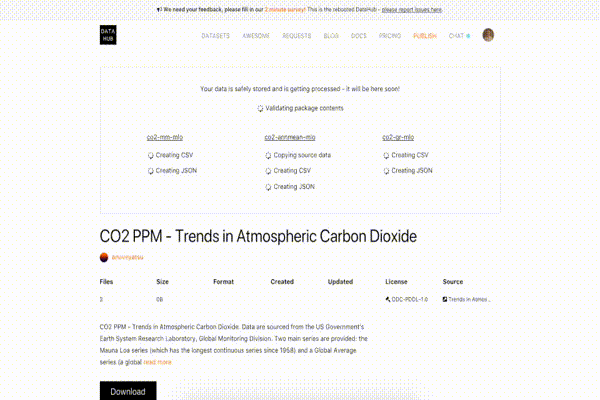 We need your feedback, please fill in our 2 minute survey! This is the rebooted DataHub - please report issues here.
DATA
HUB
DATASETS AWESOME REQUESTS BLOG DOCS PRICING PUBLISH CHAT
Your data is safely stored and is getting processed - it will be here soon!
Validating package contents
co2-mm-mlo co2-annmean-mlo co2-gr-mlo
Creating CSV Copying source data Creating CSV
Creating JSON Creating CSV Creating JSON
Creating JSON
CO2 PPM - Trends in Atmospheric Carbon Dioxide
Files Size Format Created Updated License Source
3 0B ODC-PDDL-1.0 Trends in Atmos...
CO2 PPM - Trends in Atmospheric Carbon Dioxide. Data are sourced from the US Government's
Earth System Research Laboratory, Global Monitoring Division. Two main series are provided: the
Mauna Loa series (which has the longest continuous series since 1958) and a Global Average
series (a global read more
Download